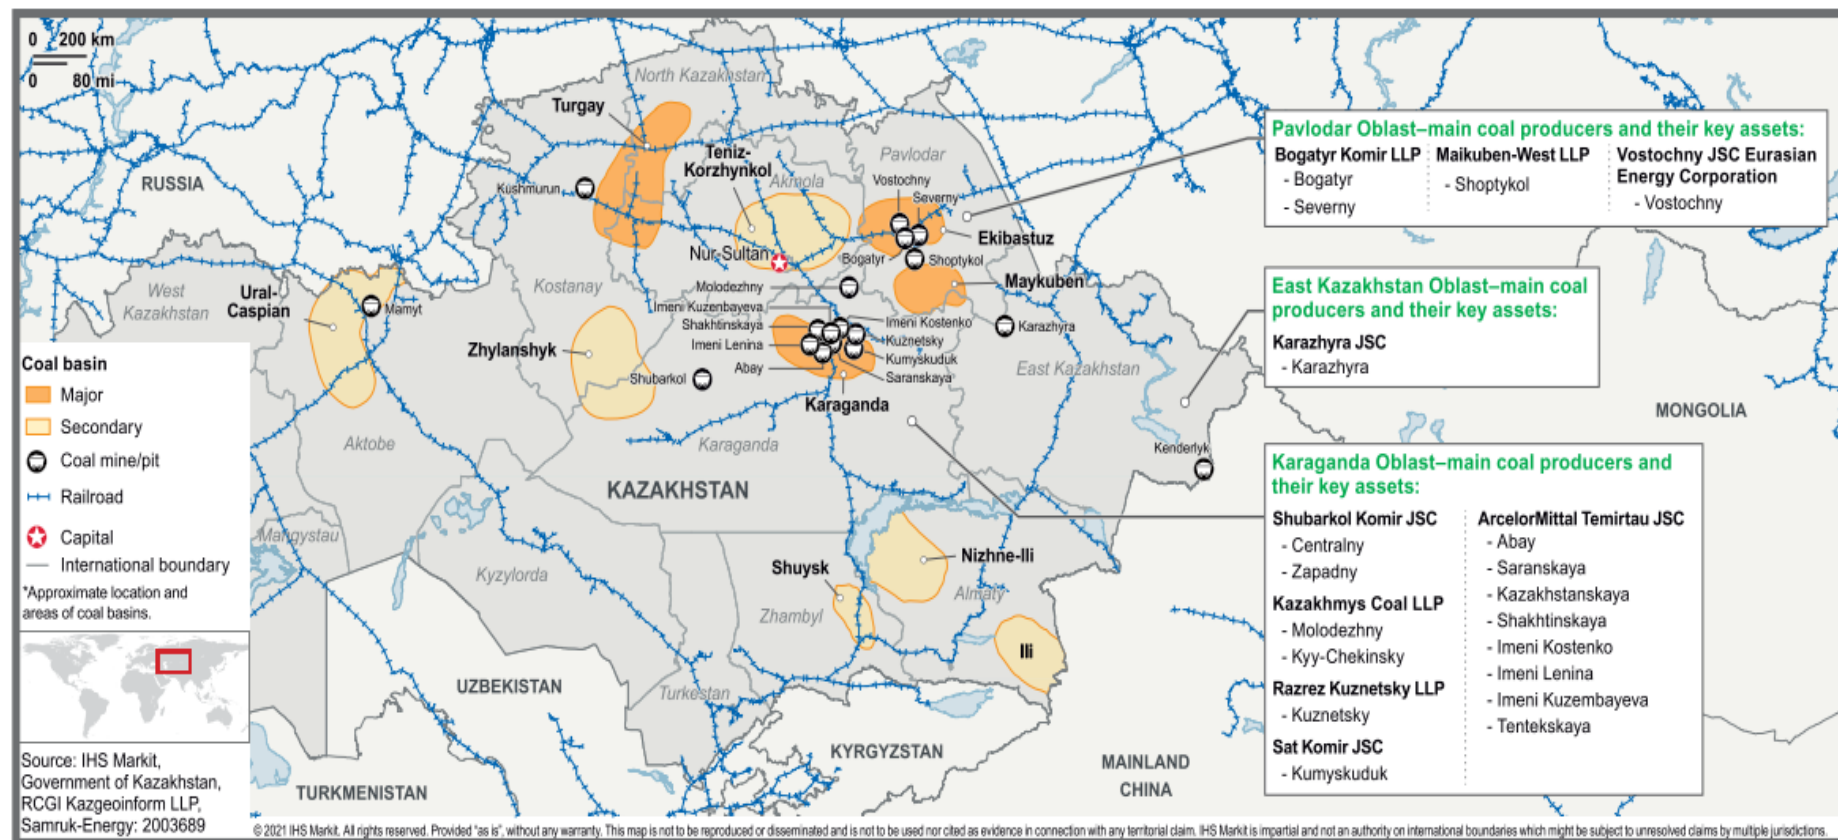 0 200 km
0 80 mi
North Kazakhstan
Turgay
Teniz-
Korzhynkol
Pavlodar
Akmola
Vostochny
Severny
RUSSIA
Kushmurun
Ekibastuz
Nur-Sultan
Bogatyr
Shoptykol
Maykuben
West
Kazakhstan
Ural-
Caspian
Kostanay
Molodezhny
Imeni Kuzenbayeva
Mamyt
Shakhtinskaya
Imeni Kostenko
Karazhyra
Imeni Lenina
Kuznetsky
Zhylanshyk
Kumyskuduk
Abay
Saranskaya
East Kazakhstan
Shubarkol
Karaganda
MONGOLIA
Aktobe
Karaganda
Kenderlyk
KAZAKHSTAN
Mangystau
Nizhne-Ili
Shuysk
Kyzylorda
Almaty
Zhambyl
Ili
UZBEKISTAN
Turkestan
KYRGYZSTAN
MAINLAND
CHINA
TURKMENISTAN
Pavlodar Oblast–main coal producers and their key assets:
Bogatyr Komir LLP
- Bogatyr
- Severny
Maikuben-West LLP
- Shoptykol
Vostochny JSC Eurasian
Energy Corporation
- Vostochny
East Kazakhstan Oblast–main coal
producers and their key assets:
Karazhyra JSC
- Karazhyra
Karaganda Oblast–main coal producers and
their key assets:
Shubarkol Komir JSC
- Centralny
- Zapadny
Kazakhmys Coal LLP
- Molodezhny
- Kyy-Chekinsky
Razrez Kuznetsky LLP
- Kuznetsky
Sat Komir JSC
- Kumyskuduk
ArcelorMittal Temirtau JSC
- Abay
- Saranskaya
- Kazakhstanskaya
- Shakhtinskaya
- Imeni Kostenko
- Imeni Lenina
- Imeni Kuzembayeva
- Tentekskaya
Coal basin
Major
Secondary
Coal mine/pit
Railroad
Capital
International boundary
*Approximate location and
areas of coal basins.
Source: IHS Markit,
Government of Kazakhstan,
RCGI Kazgeoinform LLP,
Samruk-Energy: 2003689
© 2021 IHS Markit. All rights reserved. Provided "as is", without any warranty. This map is not to be reproduced or disseminated and is not to be used nor cited as evidence in connection with any territorial claim. IHS Markit is impartial and not an authority on international boundaries which might be subject to unresolved claims by multiple jurisdictions.